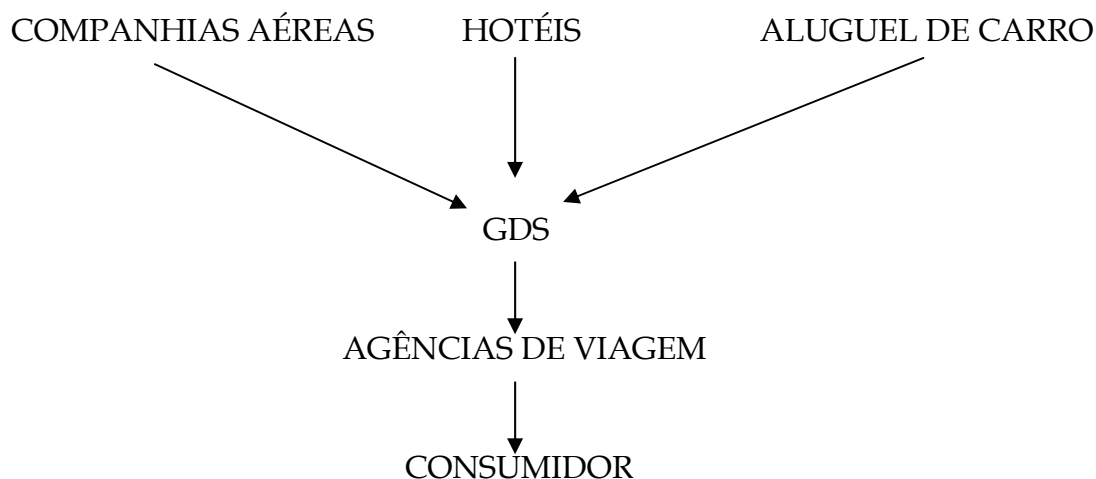 COMPANHIAS AÉREAS HOTÉIS ALUGUEL DE CARRO
GDS
AGÊNCIAS DE VIAGEM
CONSUMIDOR